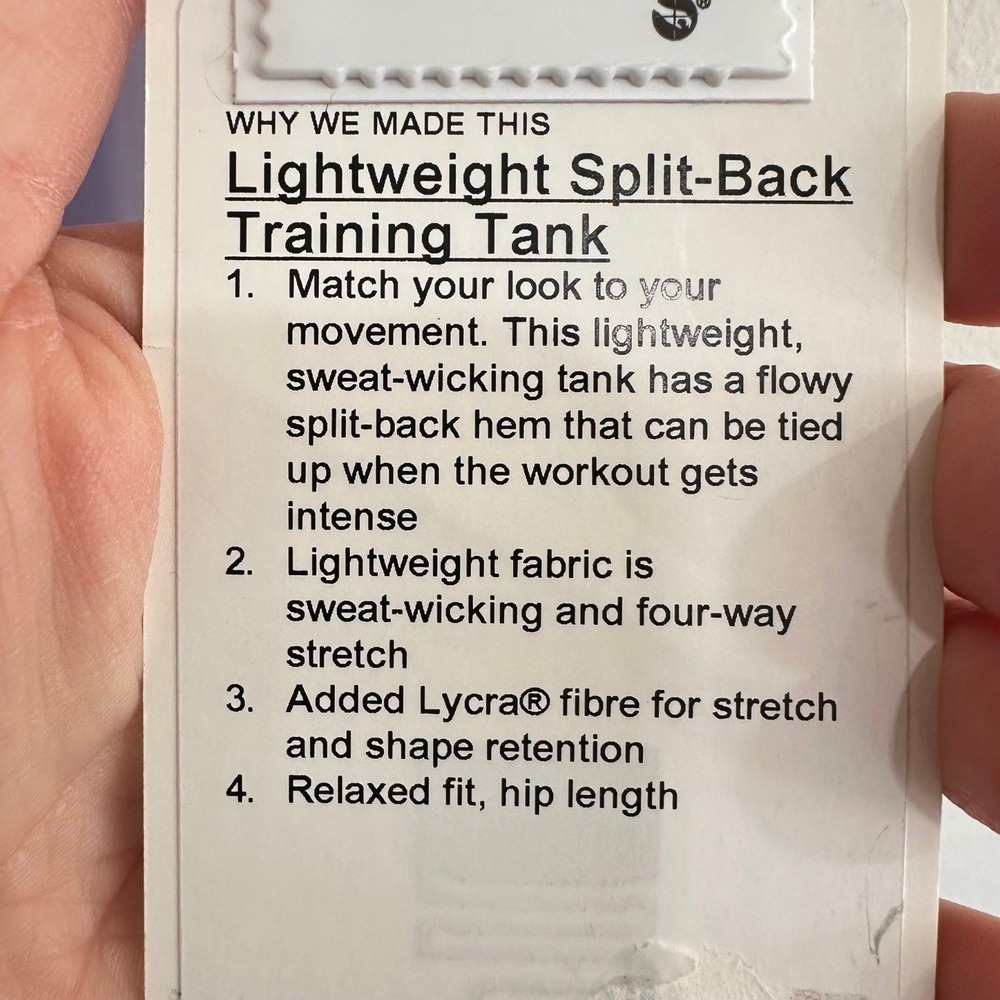 WHY WE MADE THIS
Lightweight Split-Back
Training Tank
1. Match your look to your
movement. This lightweight,
sweat-wicking tank has a flowy
split-back hem that can be tied
up when the workout gets
intense
2. Lightweight fabric is
sweat-wicking and four-way
stretch
3. Added Lycra® fibre for stretch
and shape retention
4. Relaxed fit, hip length